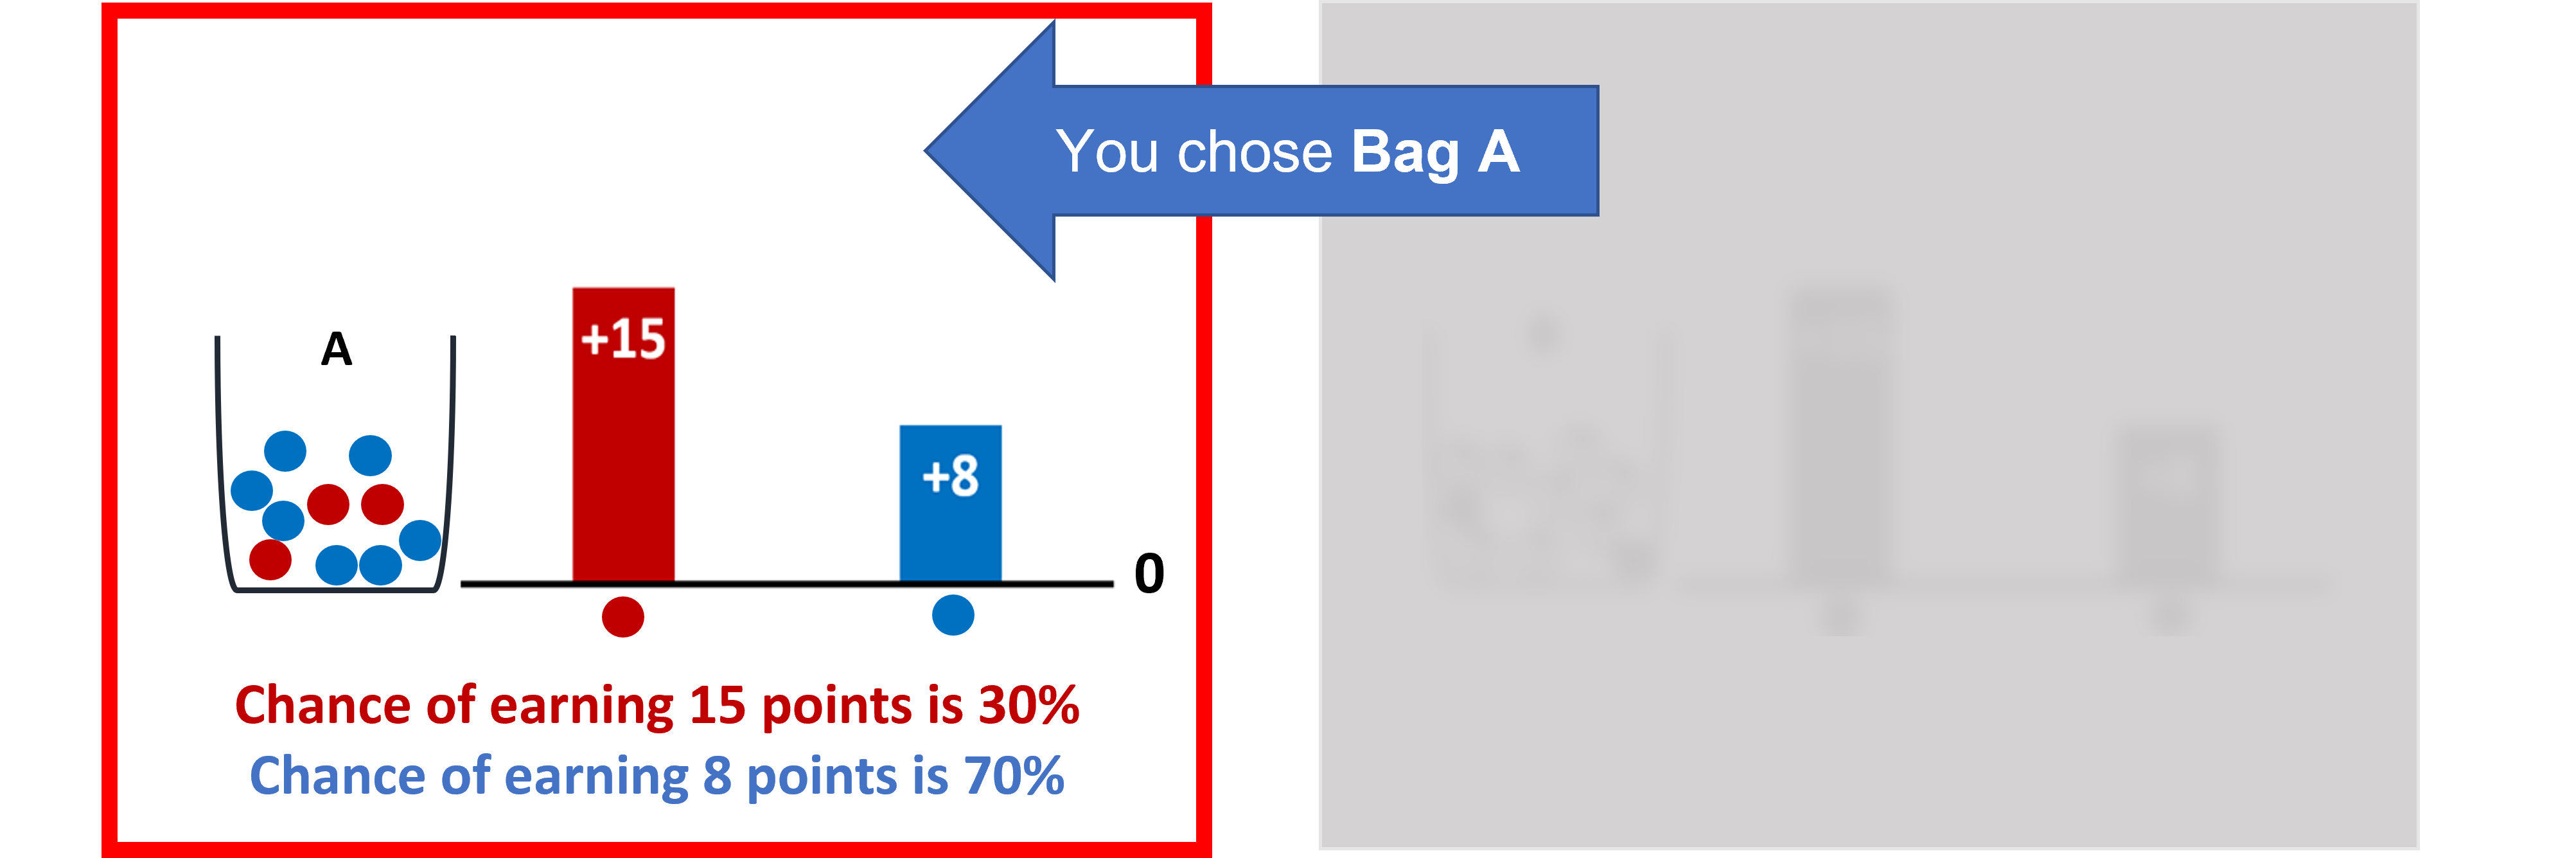 You chose Bag A
A
+15
+8
0
Chance of earning 15 points is 30%
Chance of earning 8 points is 70%